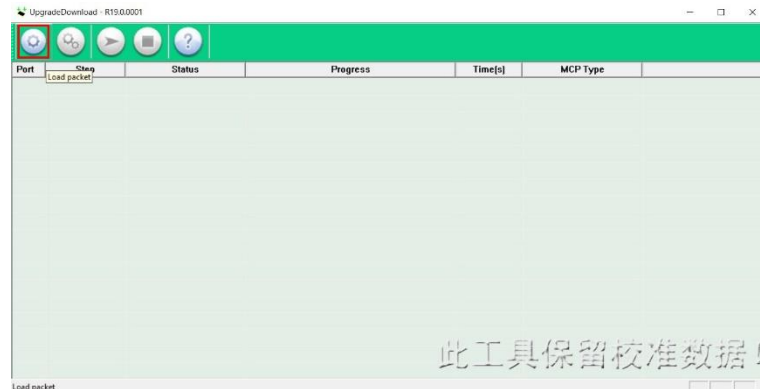 UpgradeDownload - R19.0.0001
Port Step Status Progress Time(s) MCP Type
Load packet
此工具保留校准数据!
Load packet